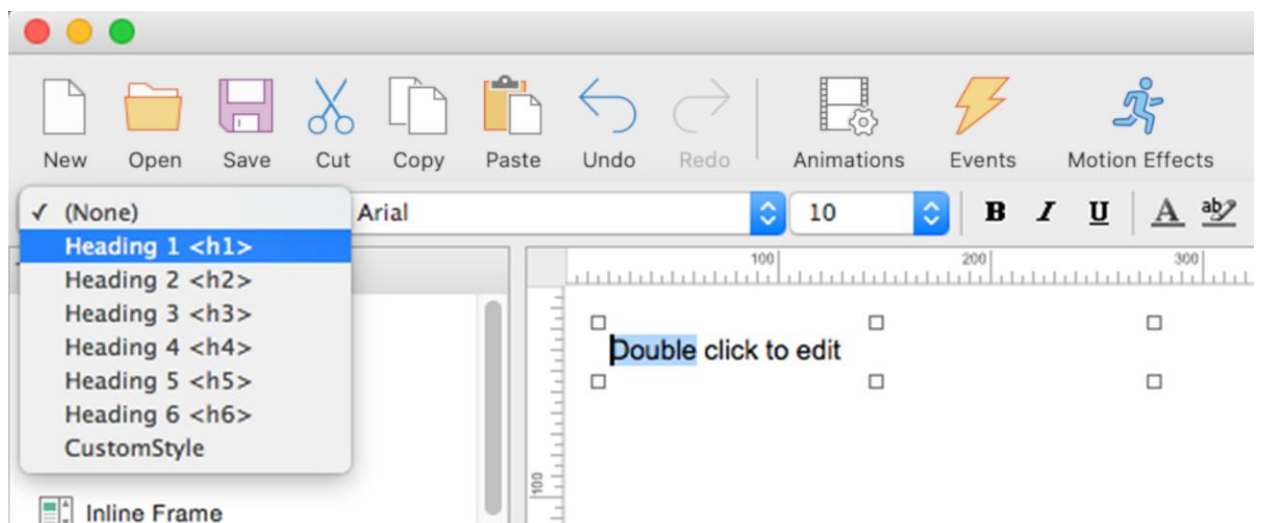 New Open Save Cut Copy Paste Undo Redo Animations Events Motion Effects
✓ (None) Arial 10 B I U A ab
Heading 1 <h1>
100 200 300
Heading 2 <h2>
Heading 3 <h3>
Heading 4 <h4>
Double click to edit
Heading 5 <h5>
Heading 6 <h6>
CustomStyle
100
Inline Frame